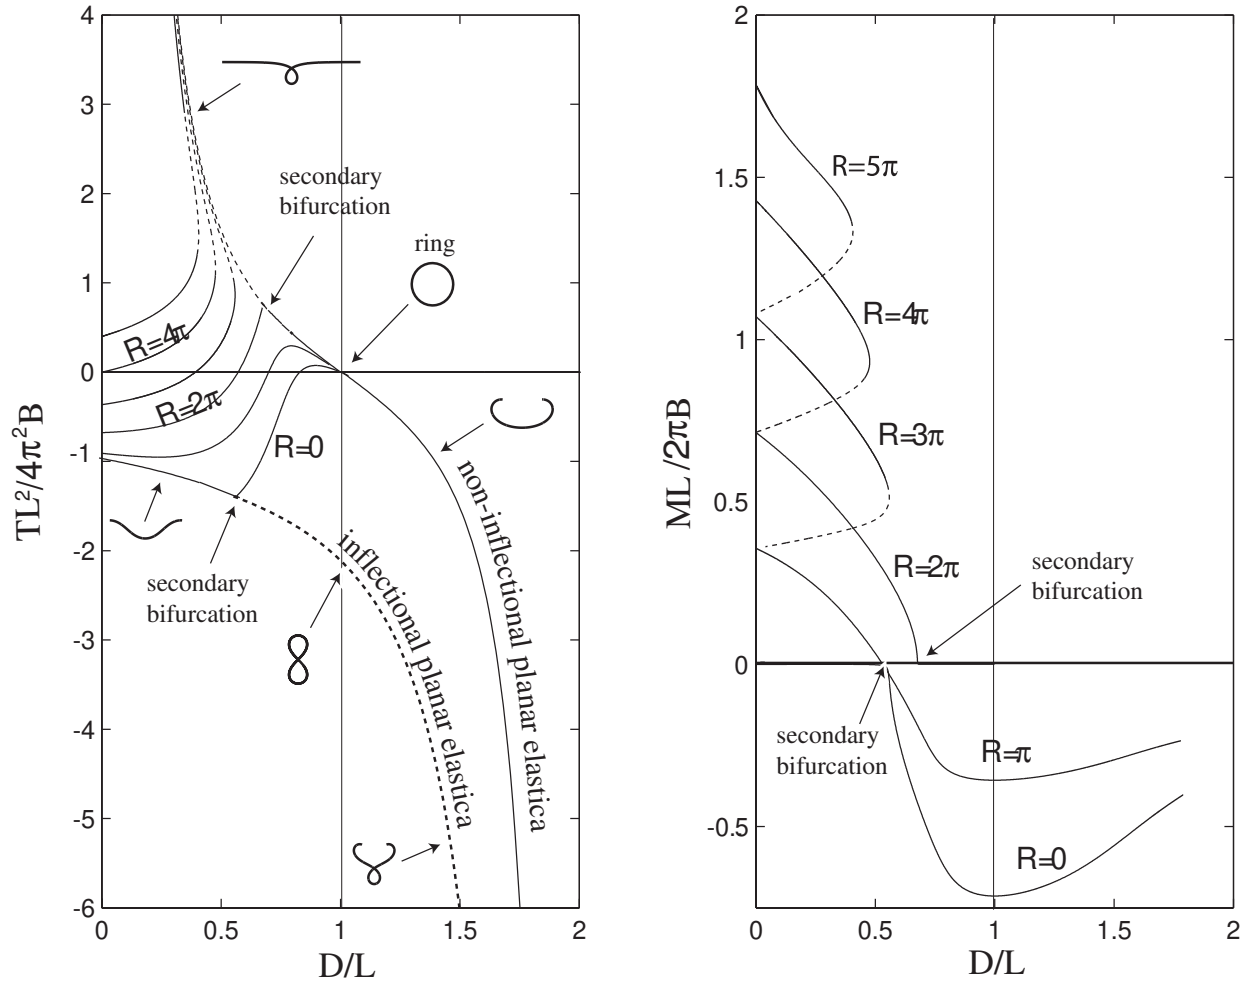 4
3
2
1
0
-1
-2
-3
-4
-5
-6
0
0.5
1
1.5
2
TL²/4π²B
D/L
secondary
bifurcation
ring
R=4π
R=2π
R=0
secondary
bifurcation
inflectional planar elastica
non-inflectional planar elastica
2
1.5
1
0.5
0
-0.5
0
0.5
1
1.5
2
ML/2πB
D/L
R=5π
R=4π
R=3π
R=2π
secondary
bifurcation
secondary
bifurcation
R=π
R=0